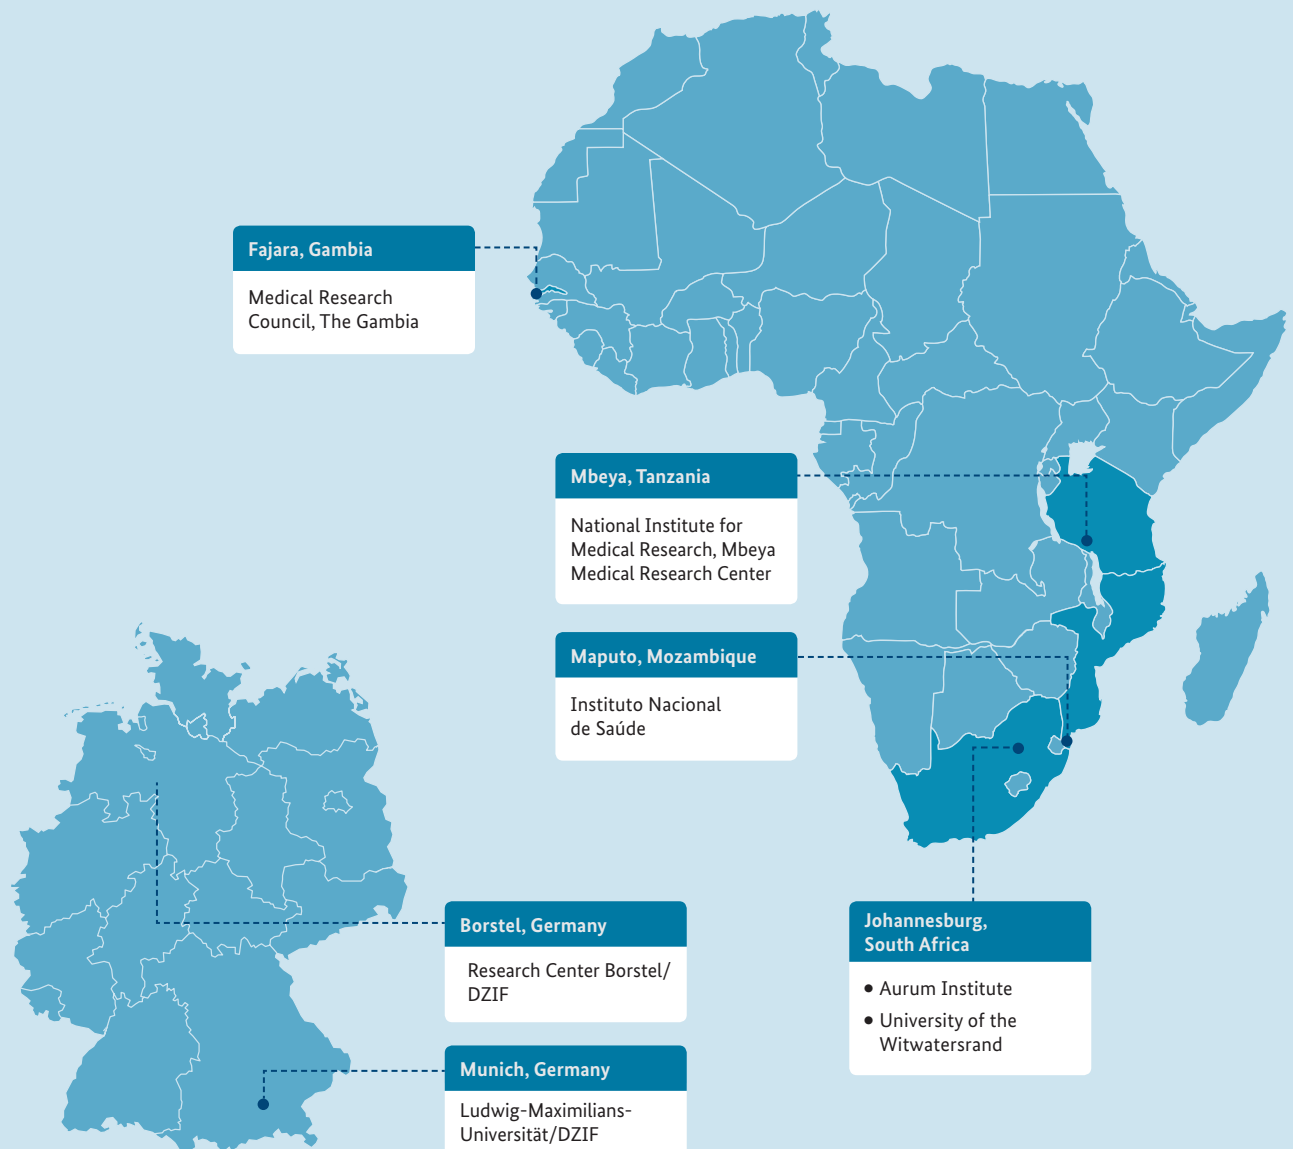 Fajara, Gambia
Medical Research
Council, The Gambia
Mbeya, Tanzania
National Institute for
Medical Research, Mbeya
Medical Research Center
Maputo, Mozambique
Instituto Nacional
de Saúde
Borstel, Germany
Research Center Borstel/
DZIF
Johannesburg,
South Africa
• Aurum Institute
• University of the
Witwatersrand
Munich, Germany
Ludwig-Maximilians-
Universität/DZIF